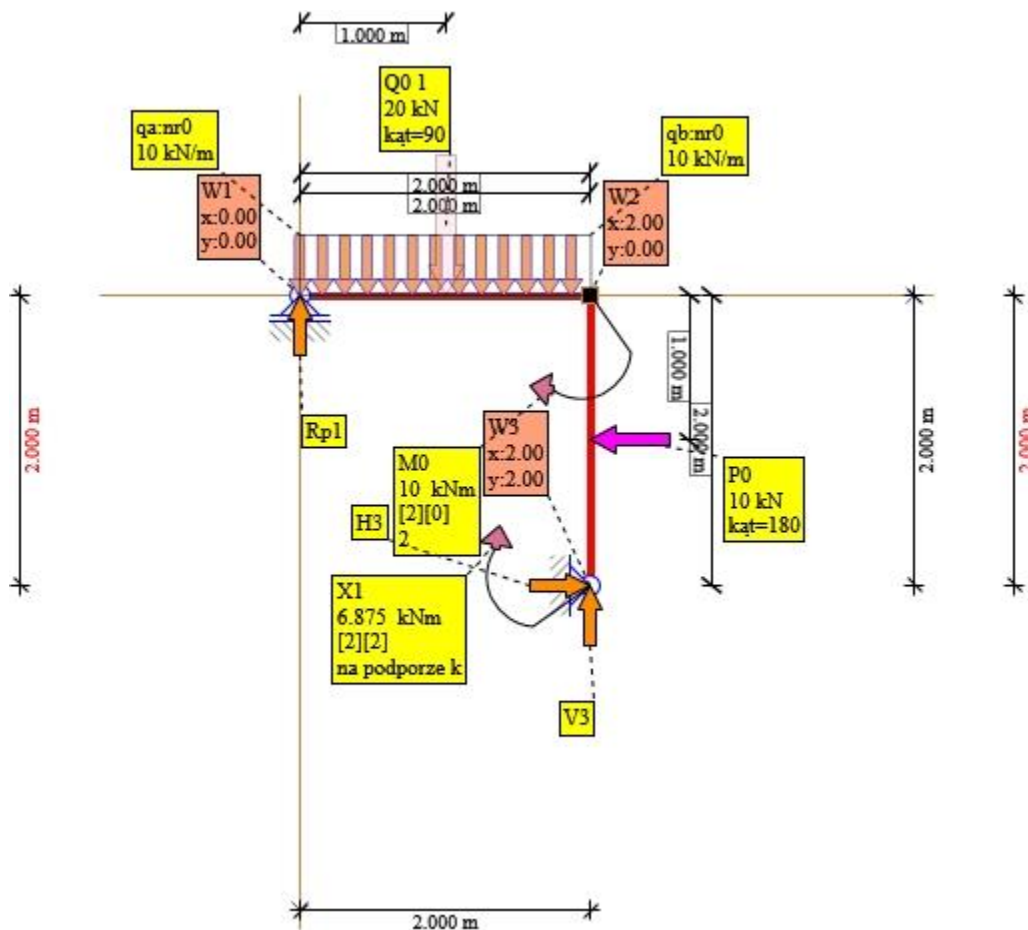 1.000 m
Q0 1
20 kN
kąt=90
qa:nr0
10 kN/m
qb:nr0
10 kN/m
2.000 m
2.000 m
W1
x:0.00
y:0.00
W2
x:2.00
y:0.00
2.000 m
1.000 m
2.000 m
2.000 m
2.000 m
Rp1
W3
x:2.00
y:2.00
M0
10 kNm
[2][0]
2
P0
10 kN
kąt=180
H3
X1
6.875 kNm
[2][2]
na podporze k
V3
2.000 m